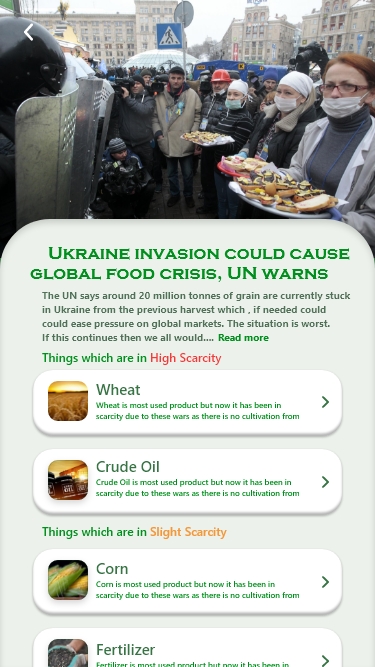 Ukraine invasion could cause
global food crisis, UN warns
The UN says around 20 million tonnes of grain are currently stuck
in Ukraine from the previous harvest which , if needed could
could ease pressure on global markets. The situation is worst.
If this continues then we all would.... Read more
Things which are in High Scarcity
Wheat
Wheat is most used product but now it has been in
scarcity due to these wars as there is no cultivation from
Crude Oil
Crude Oil is most used product but now it has been in
scarcity due to these wars as there is no cultivation from
Things which are in Slight Scarcity
Corn
Corn is most used product but now it has been in
scarcity due to these wars as there is no cultivation from
Fertilizer
Fertilizer is most used product but now it has been in